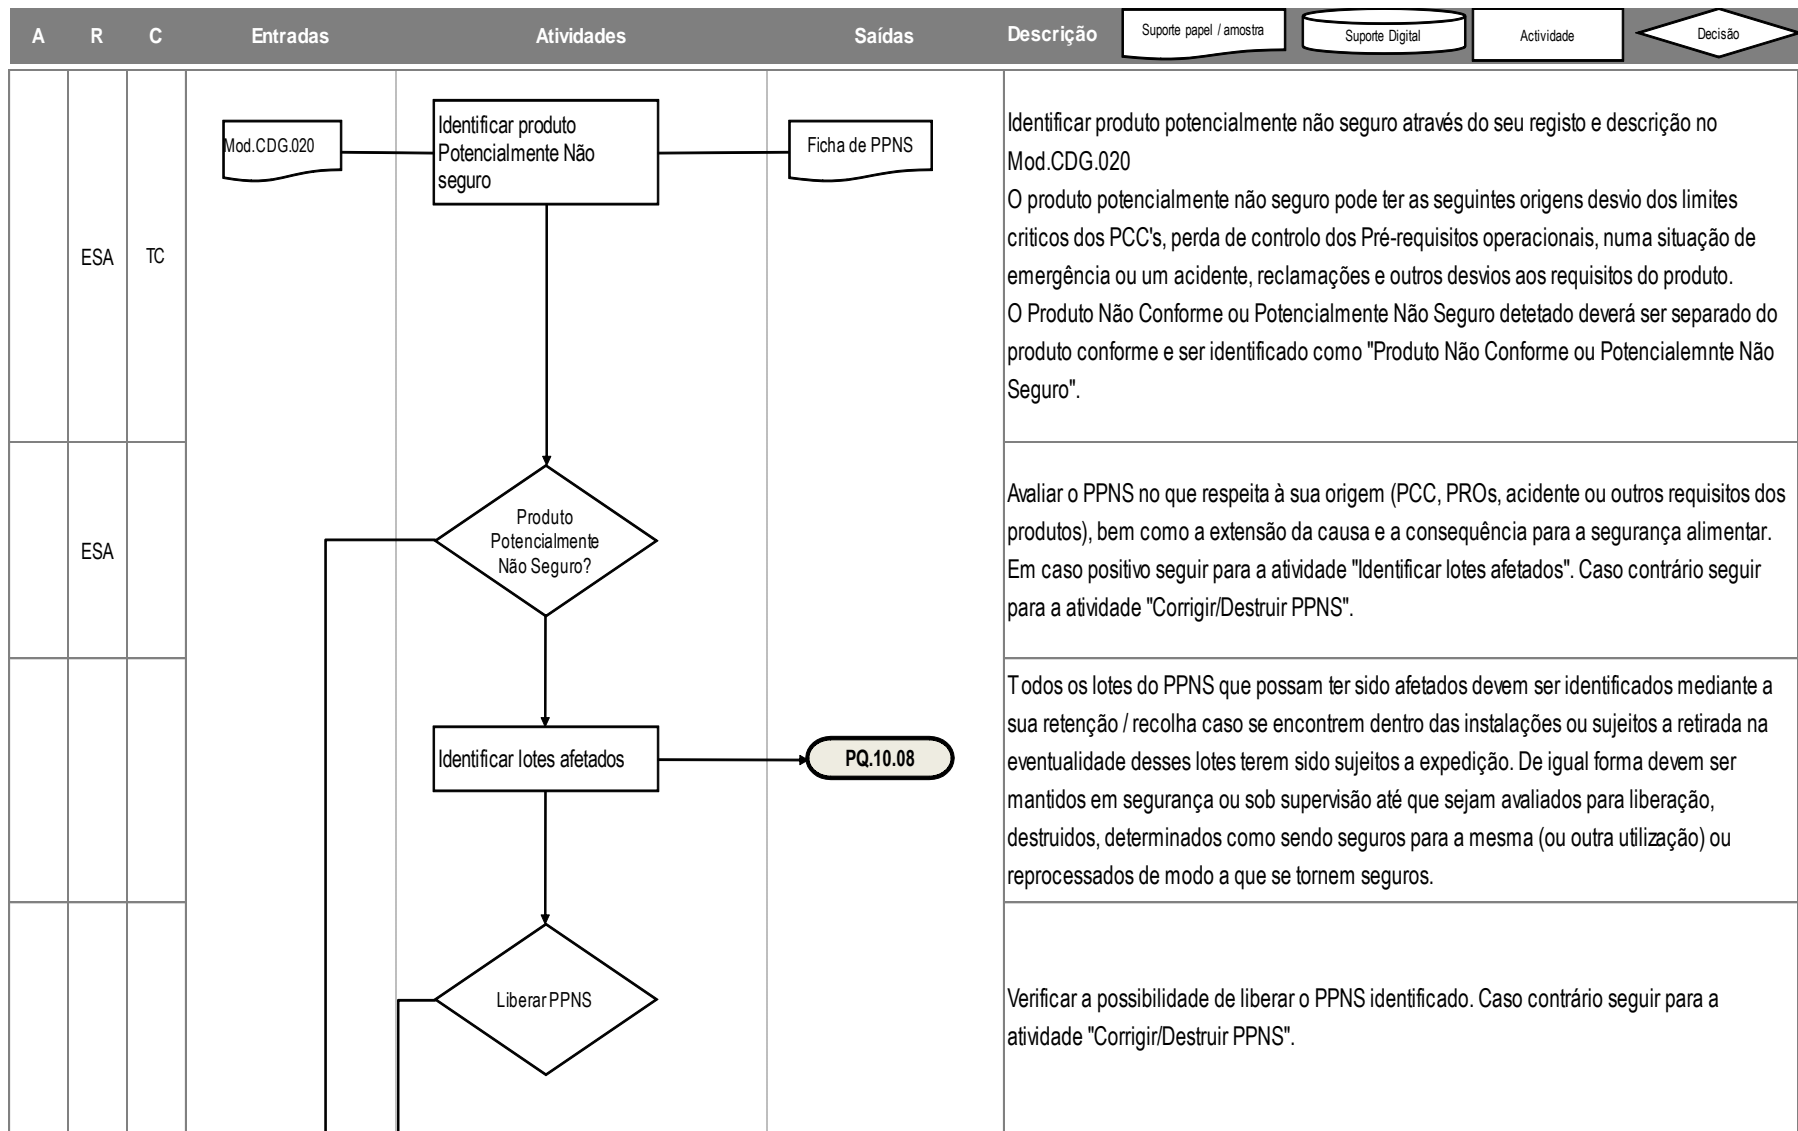 A R C Entradas Atividades Saídas Descrição Suporte papel / amostra Suporte Digital Actividade Decisão
ESA TC
Mod.CDG.020
Identificar produto
Potencialmente Não
seguro
Ficha de PPNS
Identificar produto potencialmente não seguro através do seu registo e descrição no
Mod.CDG.020
O produto potencialmente não seguro pode ter as seguintes origens desvio dos limites
criticos dos PCC's, perda de controlo dos Pré-requisitos operacionais, numa situação de
emergência ou um acidente, reclamações e outros desvios aos requisitos do produto.
O Produto Não Conforme ou Potencialmente Não Seguro detetado deverá ser separado do
produto conforme e ser identificado como "Produto Não Conforme ou Potencialemnte Não
Seguro".
ESA
Produto
Potencialmente
Não Seguro?
Avaliar o PPNS no que respeita à sua origem (PCC, PROs, acidente ou outros requisitos dos
produtos), bem como a extensão da causa e a consequência para a segurança alimentar.
Em caso positivo seguir para a atividade "Identificar lotes afetados". Caso contrário seguir
para a atividade "Corrigir/Destruir PPNS".
Identificar lotes afetados
PQ.10.08
Todos os lotes do PPNS que possam ter sido afetados devem ser identificados mediante a
sua retenção / recolha caso se encontrem dentro das instalações ou sujeitos a retirada na
eventualidade desses lotes terem sido sujeitos a expedição. De igual forma devem ser
mantidos em segurança ou sob supervisão até que sejam avaliados para liberação,
destruidos, determinados como sendo seguros para a mesma (ou outra utilização) ou
reprocessados de modo a que se tornem seguros.
Liberar PPNS
Verificar a possibilidade de liberar o PPNS identificado. Caso contrário seguir para a
atividade "Corrigir/Destruir PPNS".